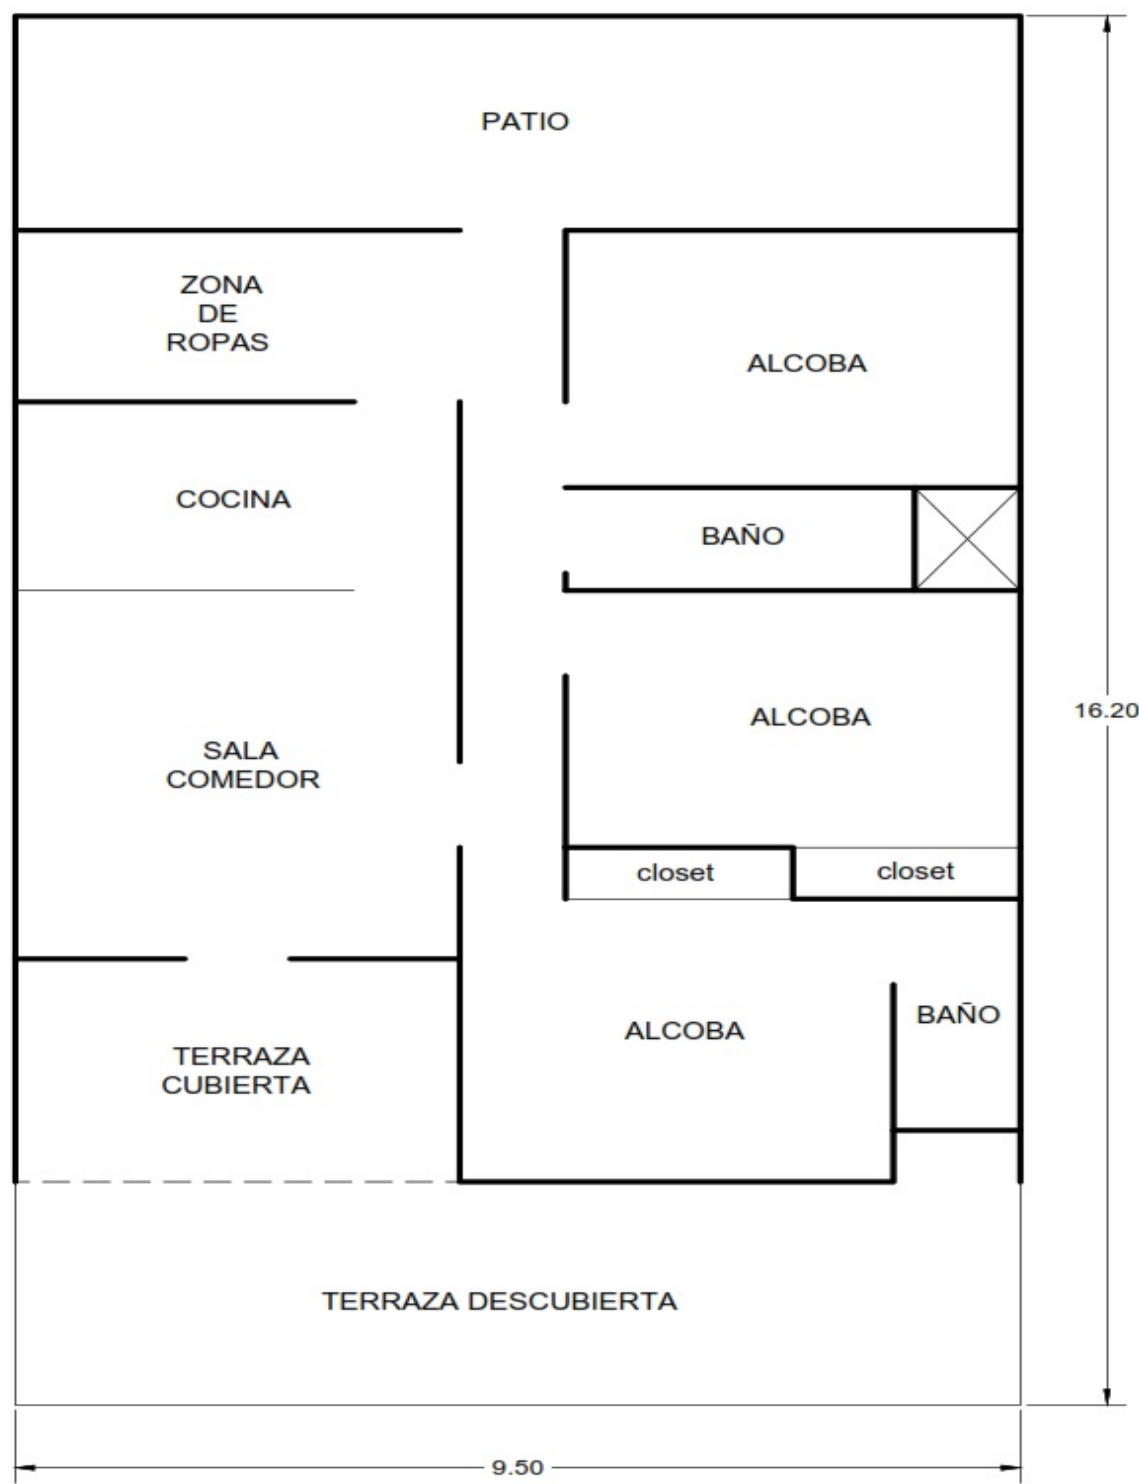 PATIO
ZONA
DE
ROPAS
ALCOBA
COCINA
BAÑO
ALCOBA
16.20
SALA
COMEDOR
closet
closet
BAÑO
ALCOBA
TERRAZA
CUBIERTA
TERRAZA DESCUBIERTA
9.50